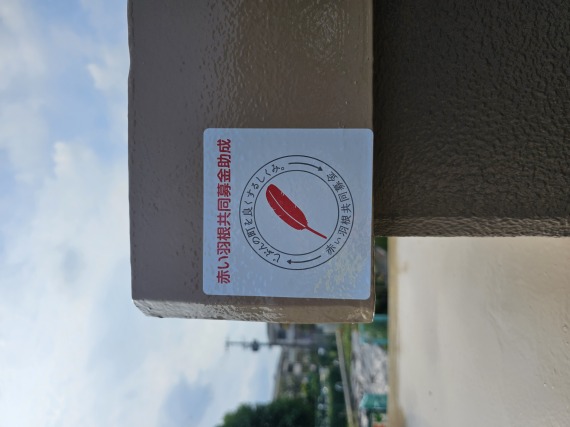 赤い羽根共同募金助成
じぶんの町を良くするしくみ。
赤い羽根共同募金